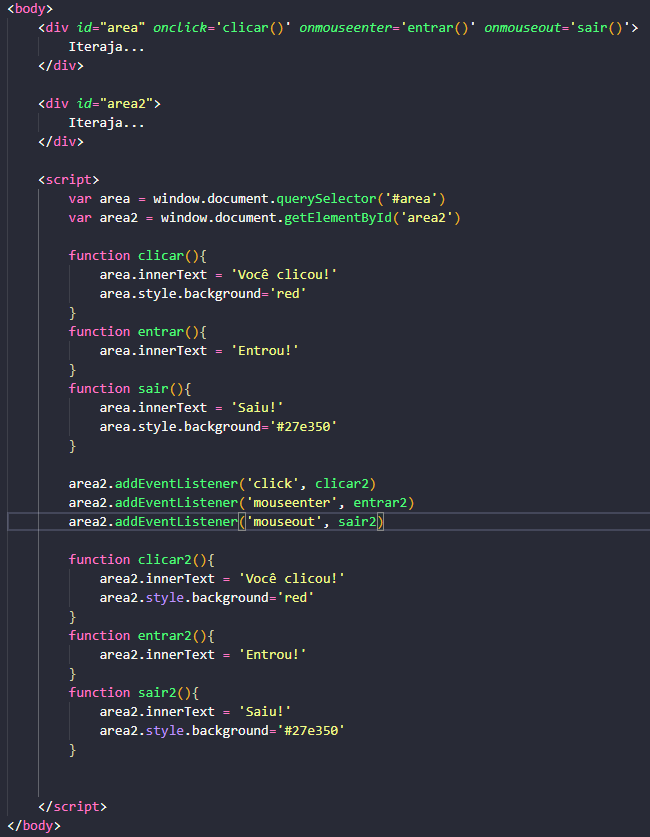 <body>
<div id="area" onclick='clicar()' onmouseenter='entrar()' onmouseout='sair()'>
Iteraja...
</div>
<div id="area2">
Iteraja...
</div>
<script>
var area = window.document.querySelector('#area')
var area2 = window.document.getElementById('area2')
function clicar(){
area.innerText = 'Você clicou!'
area.style.background='red'
}
function entrar(){
area.innerText = 'Entrou!'
}
function sair(){
area.innerText = 'Saiu!'
area.style.background='#27e350'
}
area2.addEventListener('click', clicar2)
area2.addEventListener('mouseenter', entrar2)
area2.addEventListener('mouseout', sair2)
function clicar2(){
area2.innerText = 'Você clicou!'
area2.style.background='red'
}
function entrar2(){
area2.innerText = 'Entrou!'
}
function sair2(){
area2.innerText = 'Saiu!'
area2.style.background='#27e350'
}
</script>
</body>